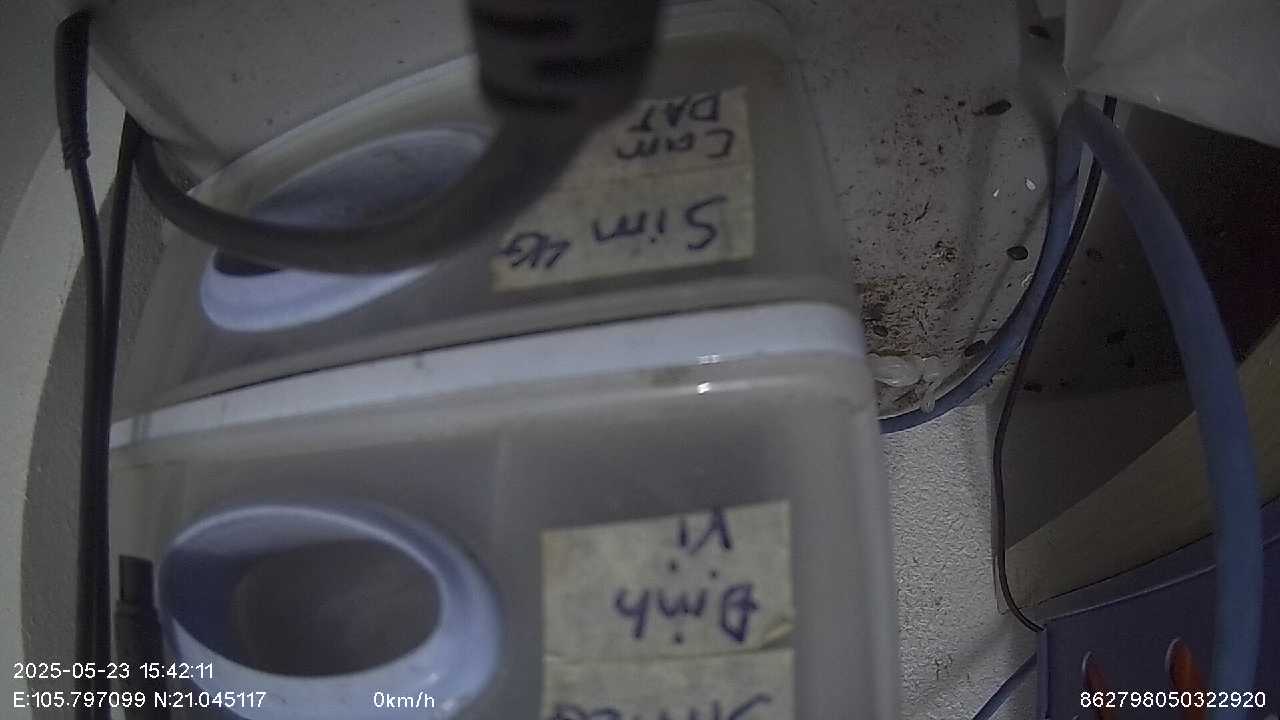 Sim 4G
Cam
DAT
Định
Vị
2025-05-23 15:42:11
E:105.797099 N:21.045117 0km/h 862798050322920